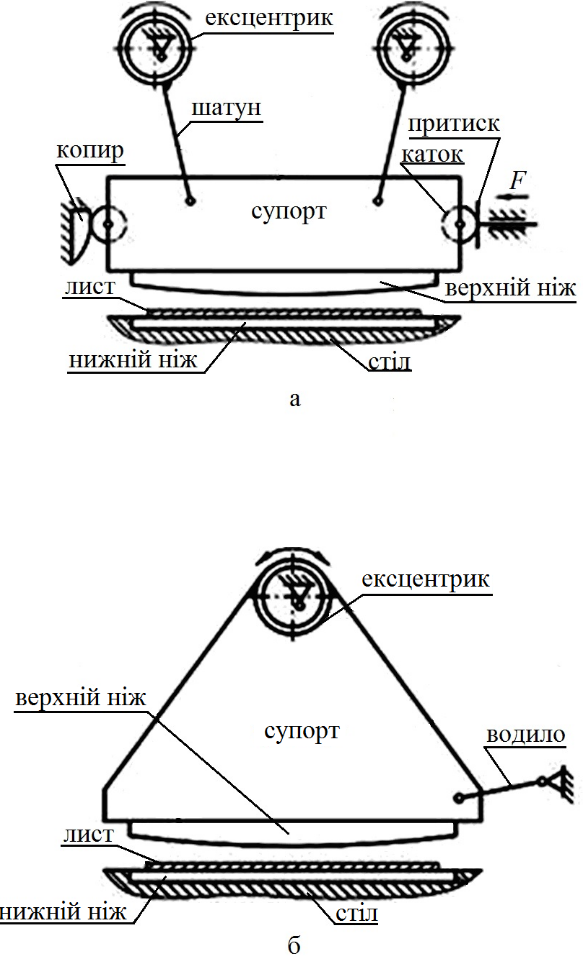 ексцентрик
шатун
притиск
копир
каток
F
супорт
лист
верхній ніж
нижній ніж
стіл
а
ексцентрик
верхній ніж
супорт
водило
лист
нижній ніж
стіл
б